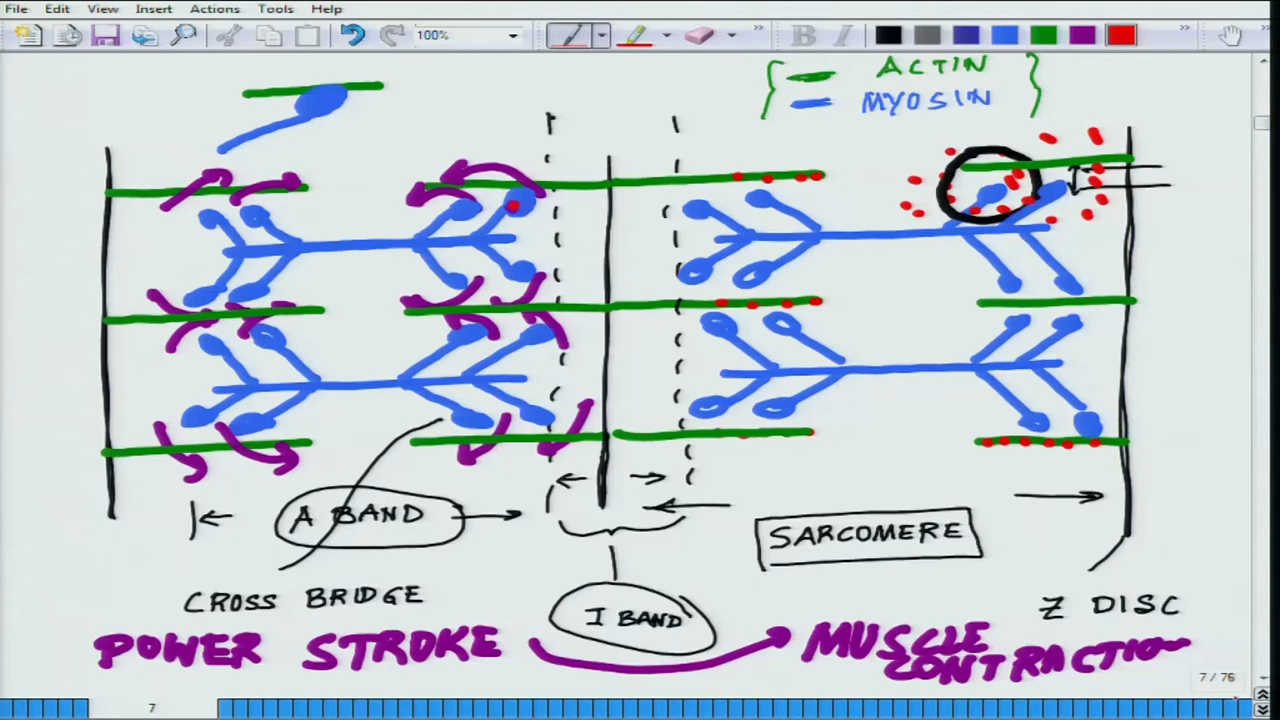 File Edit View Insert Actions Tools Help
100%
ACTIN
MYOSIN
A BAND
SARCOMERE
CROSS BRIDGE
I BAND
Z DISC
POWER STROKE
MUSCLE
CONTRACTION
7 / 76
7